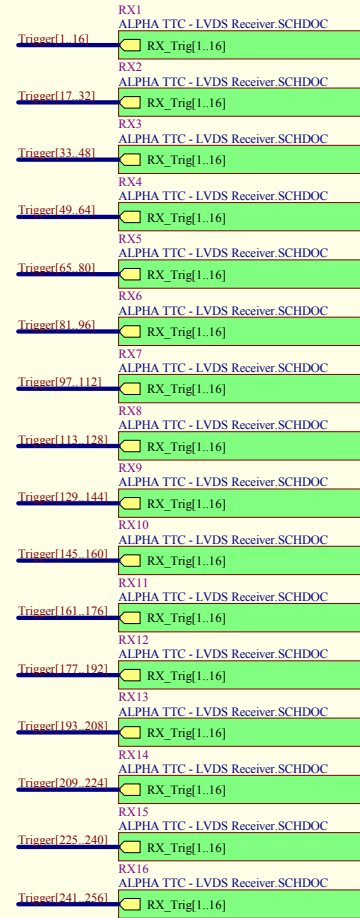 RX1
ALPHA TTC - LVDS Receiver.SCHDOC
Trigger[1..16] RX_Trig[1..16]
RX2
ALPHA TTC - LVDS Receiver.SCHDOC
Trigger[17..32] RX_Trig[1..16]
RX3
ALPHA TTC - LVDS Receiver.SCHDOC
Trigger[33..48] RX_Trig[1..16]
RX4
ALPHA TTC - LVDS Receiver.SCHDOC
Trigger[49..64] RX_Trig[1..16]
RX5
ALPHA TTC - LVDS Receiver.SCHDOC
Trigger[65..80] RX_Trig[1..16]
RX6
ALPHA TTC - LVDS Receiver.SCHDOC
Trigger[81..96] RX_Trig[1..16]
RX7
ALPHA TTC - LVDS Receiver.SCHDOC
Trigger[97..112] RX_Trig[1..16]
RX8
ALPHA TTC - LVDS Receiver.SCHDOC
Trigger[113..128] RX_Trig[1..16]
RX9
ALPHA TTC - LVDS Receiver.SCHDOC
Trigger[129..144] RX_Trig[1..16]
RX10
ALPHA TTC - LVDS Receiver.SCHDOC
Trigger[145..160] RX_Trig[1..16]
RX11
ALPHA TTC - LVDS Receiver.SCHDOC
Trigger[161..176] RX_Trig[1..16]
RX12
ALPHA TTC - LVDS Receiver.SCHDOC
Trigger[177..192] RX_Trig[1..16]
RX13
ALPHA TTC - LVDS Receiver.SCHDOC
Trigger[193..208] RX_Trig[1..16]
RX14
ALPHA TTC - LVDS Receiver.SCHDOC
Trigger[209..224] RX_Trig[1..16]
RX15
ALPHA TTC - LVDS Receiver.SCHDOC
Trigger[225..240] RX_Trig[1..16]
RX16
ALPHA TTC - LVDS Receiver.SCHDOC
Trigger[241..256] RX_Trig[1..16]